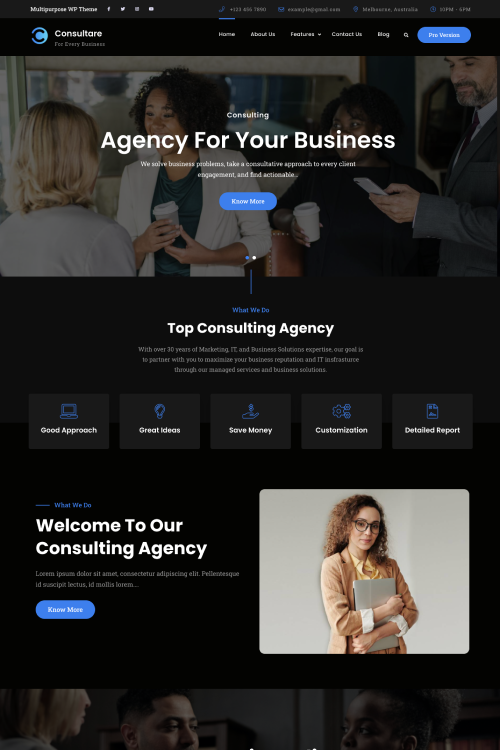 Multipurpose WP Theme
+123 456 7890
example@gmail.com
Melbourne, Australia
10PM - 6PM
Consultare
For Every Business
Home
About Us
Features
Contact Us
Blog
Pro Version
Consulting
Agency For Your Business
We solve business problems, take a consultative approach to every client
engagement, and find actionable...
Know More
What We Do
Top Consulting Agency
With over 30 years of Marketing, IT, and Business Solutions expertise, our goal is
to partner with you to maximize your business reputation and IT insfrasturce
through our managed services and business solutions.
Good Approach
Great Ideas
Save Money
Customization
Detailed Report
What We Do
Welcome To Our
Consulting Agency
Lorem ipsum dolor sit amet, consectetur adipiscing elit. Pellentesque
id suscipit lectus, id mollis lorem....
Know More